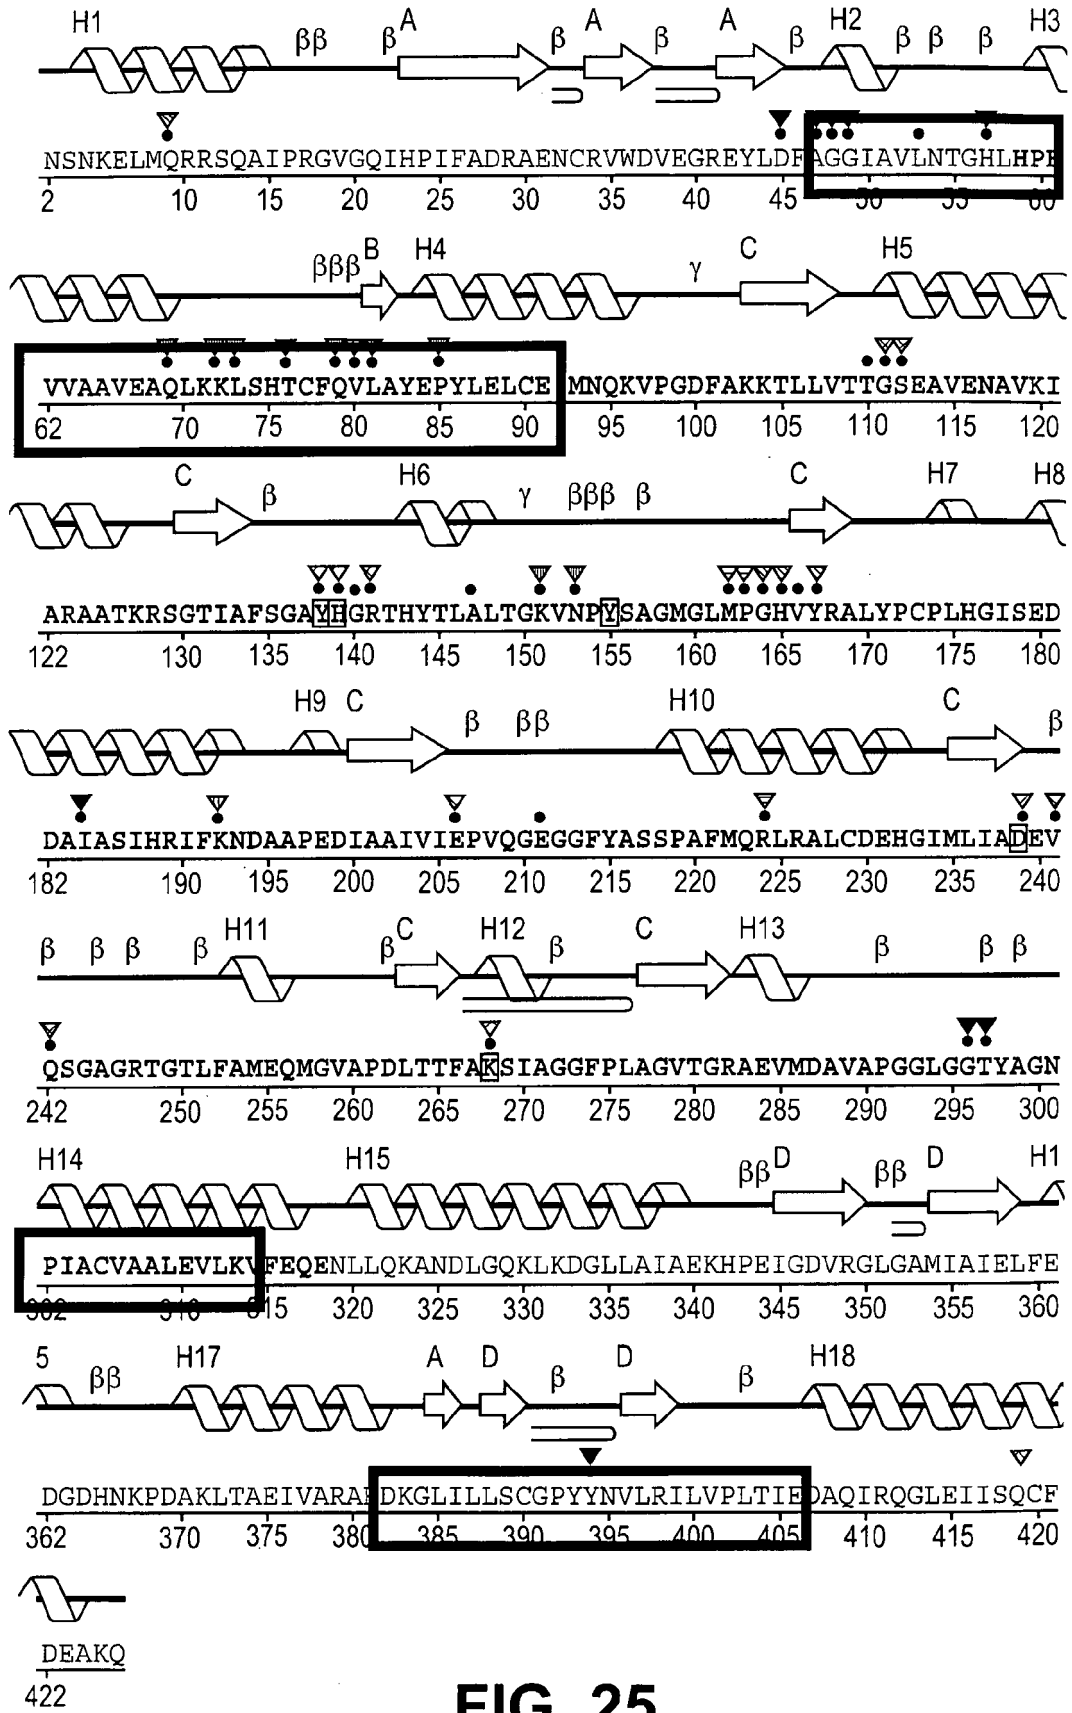 H1 ββ β A β A β A β H2 β β β H3
NSNKELMQRRSQAIPRGVGQIHPIFADRAENCRVWDVEGREYLDFAGGIAVLNTGHLHPE
2 10 15 20 25 30 35 40 45 50 55 60
βββ B H4 γ C H5
VVAAVEAQLKKLSHTCFQVLAYEPYLELCEMNQKVPGDFAKKTLLVTTGSEAVENAVKI
62 70 75 80 85 90 95 100 105 110 115 120
C β H6 γ βββ β C H7 H8
ARAATKRSGTIAFSGAYHGRTHYTLALTGKVNPYSAGMGLMPGHVYRALYPCPLHGISED
122 130 135 140 145 150 155 160 165 170 175 180
H9 C β ββ H10 C β
DAIASIHRIFKNDAAPEDIAAIVIEPVQGEGGFYASSPAFMQRLRALCDEHGIMLIADEV
182 190 195 200 205 210 215 220 225 230 235 240
β β β β H11 β C H12 β C H13 β β β
QSGAGRTGTLFAMEQMGVAPDLTTFAKSIAGGFPLAGVTGRAEVMDAVAPGGLGGTYAGN
242 250 255 260 265 270 275 280 285 290 295 300
H14 H15 ββ D ββ D H1
PIACVAALEVLKVFEQENLLQKANDLGQKLKDGLLAIAEKHPEIGDVRGLGAMIAIELFE
302 310 315 320 325 330 335 340 345 350 355 360
5 ββ H17 A D β D β H18
DGDHNKPDAKLTAEIVARA DKGLILLSCGPYYNVLRILVPLTIEDAQIRQGLEIISQCF
362 370 375 380 385 390 395 400 405 410 415 420
DEAKQ
422
FIG. 25